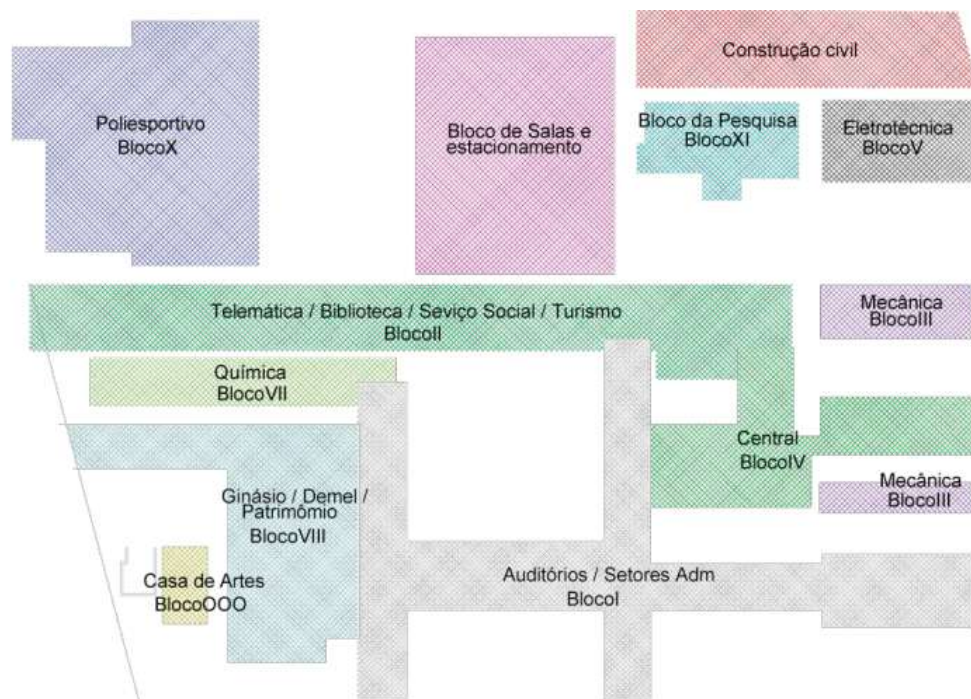 Construção civil
Poliesportivo
BlocoX
Bloco de Salas e
estacionamento
Bloco da Pesquisa
BlocoXI
Eletrotécnica
BlocoV
Telemática / Biblioteca / Seviço Social / Turismo
BlocoII
Mecânica
BlocoIII
Química
BlocoVII
Central
BlocoIV
Mecânica
BlocoIII
Ginásio / Demel /
Patrimômio
BlocoVIII
Casa de Artes
BlocoOOO
Auditórios / Setores Adm
BlocoI